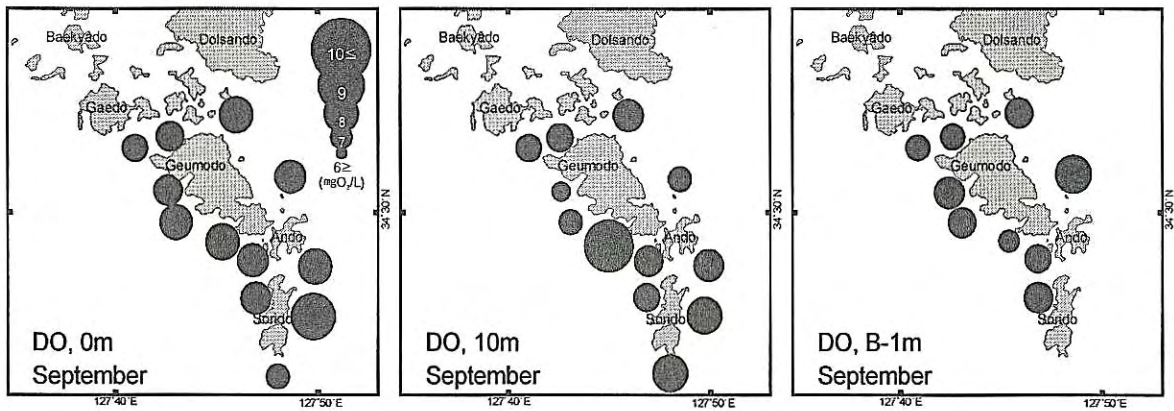 Baekyado
Dolsando
10≤
9
8
7
6≥
(mgO₂/L)
Gaedo
Geumodo
Ando
Sorido
34˚30´N
DO, 0m
September
127˚40´E
127˚50´E
Baekyado
Dolsando
Gaedo
Geumodo
Ando
Sorido
34˚30´N
DO, 10m
September
127˚40´E
127˚50´E
Baekyado
Dolsando
Gaedo
Geumodo
Ando
Sorido
34˚30´N
DO, B-1m
September
127˚40´E
127˚50´E